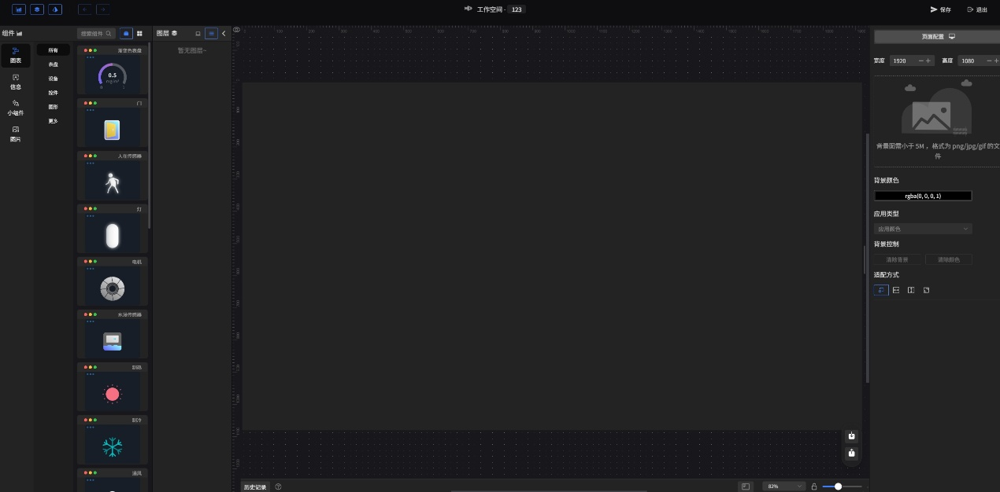 工作空间 - 123
保存
退出
组件
搜索组件
图层
暂无图层~
图表
信息
小组件
图片
所有
表盘
设备
控件
图形
更多
渐变色表盘
0.5
mg/m³
0
1
门
人在传感器
灯
电机
水浸传感器
制热
制冷
通风
历史记录
82%
页面配置
宽度
1920
高度
1080
背景图需小于 5M ，格式为 png/jpg/gif 的文
件
背景颜色
rgba(0, 0, 0, 1)
应用类型
应用颜色
背景控制
清除背景
清除颜色
适配方式